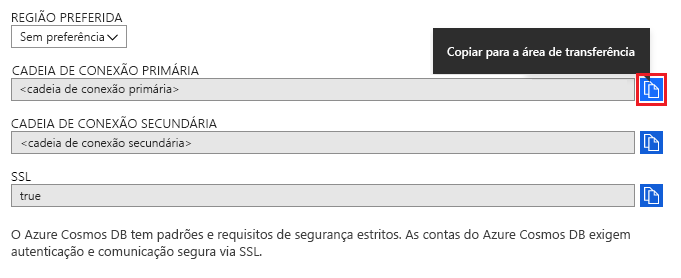 REGIÃO PREFERIDA
Sem preferência
Copiar para a área de transferência
CADEIA DE CONEXÃO PRIMÁRIA
<cadeia de conexão primária>
CADEIA DE CONEXÃO SECUNDÁRIA
<cadeia de conexão secundária>
SSL
true
O Azure Cosmos DB tem padrões e requisitos de segurança estritos. As contas do Azure Cosmos DB exigem
autenticação e comunicação segura via SSL.